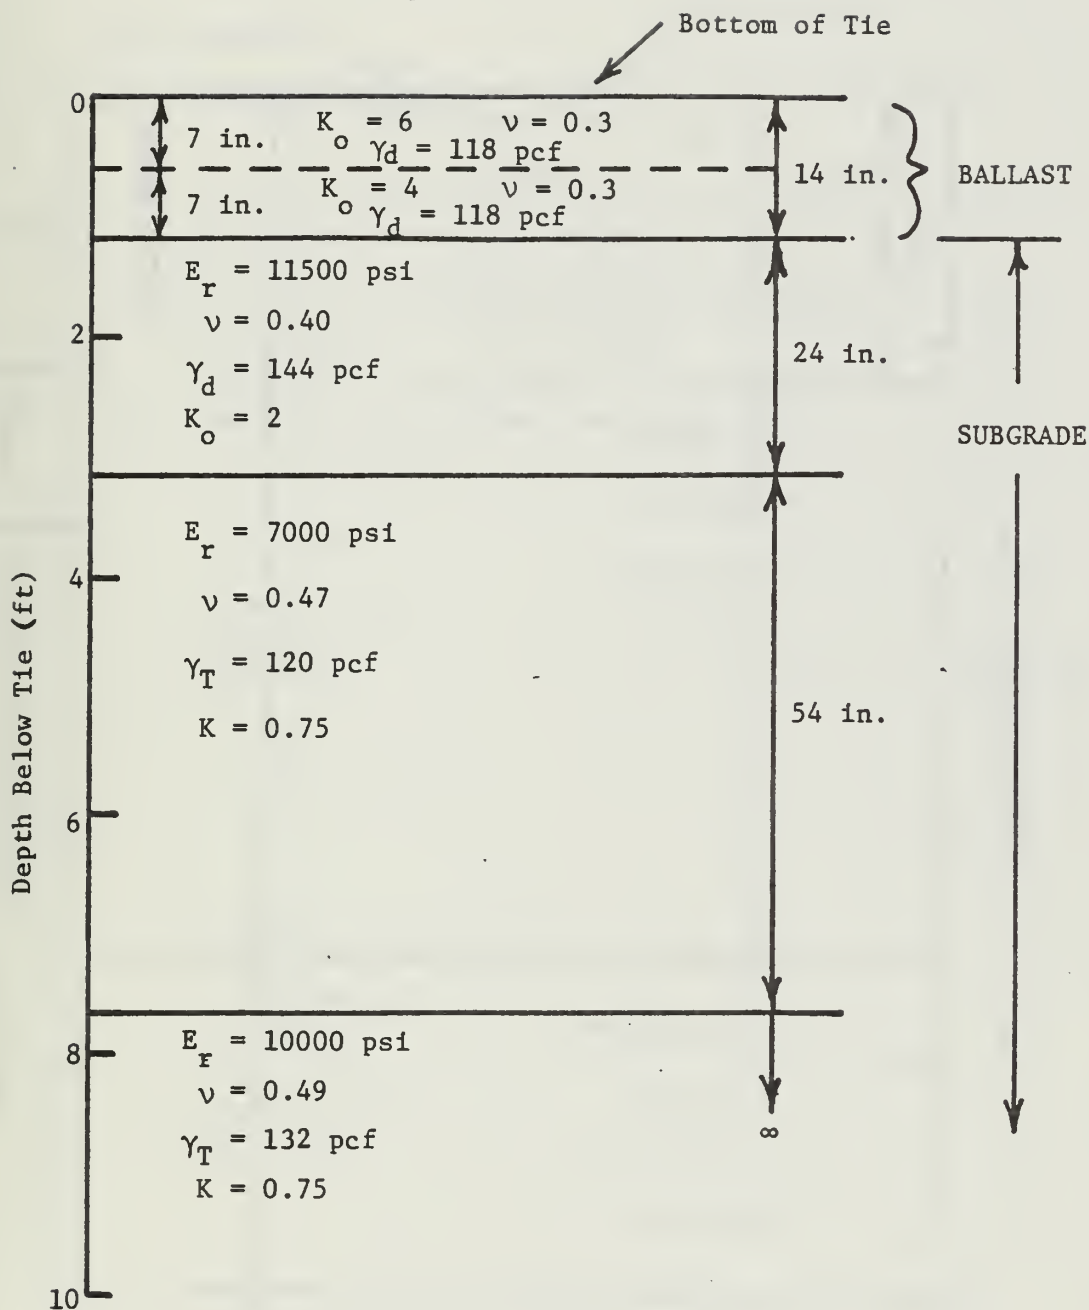 Bottom of Tie
0
7 in.
K_o = 6 ν = 0.3
γ_d = 118 pcf
7 in.
K_o = 4 ν = 0.3
γ_d = 118 pcf
14 in.
BALLAST
E_r = 11500 psi
ν = 0.40
γ_d = 144 pcf
K_o = 2
2
24 in.
SUBGRADE
E_r = 7000 psi
ν = 0.47
γ_T = 120 pcf
K = 0.75
4
54 in.
Depth Below Tie (ft)
6
E_r = 10000 psi
ν = 0.49
γ_T = 132 pcf
K = 0.75
8
∞
10